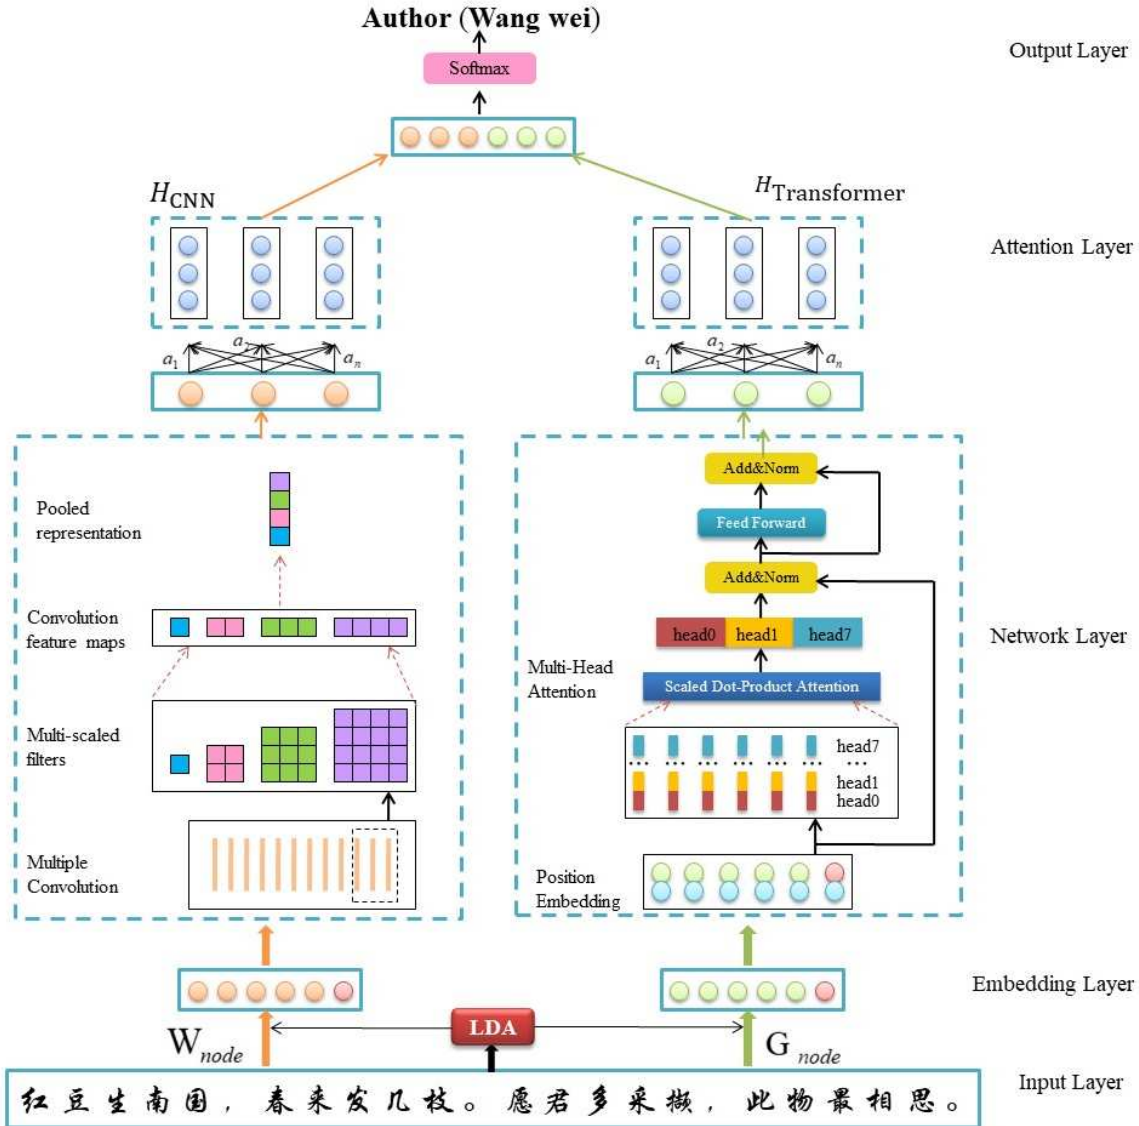 Author (Wang wei)
Output Layer
Softmax
H_CNN
H_Transformer
Attention Layer
a_1 a_2 a_n
a_1 a_2 a_n
Pooled
representation
Add&Norm
Feed Forward
Add&Norm
Convolution
feature maps
head0 head1 head7
Network Layer
Multi-Head
Attention
Scaled Dot-Product Attention
Multi-scaled
filters
head7
... ... ... ... ... ... ...
head1
head0
Multiple
Convolution
Position
Embedding
Embedding Layer
LDA
W_node
G_node
Input Layer
红豆生南国，春来发几枝。愿君多采撷，此物最相思。